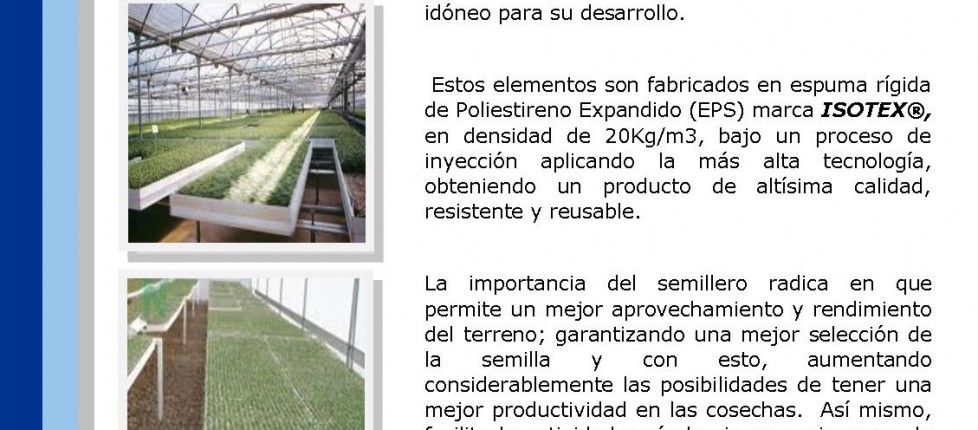 idóneo para su desarrollo.
Estos elementos son fabricados en espuma rígida
de Poliestireno Expandido (EPS) marca ISOTEX®,
en densidad de 20Kg/m3, bajo un proceso de
inyección aplicando la más alta tecnología,
obteniendo un producto de altísima calidad,
resistente y reusable.
La importancia del semillero radica en que
permite un mejor aprovechamiento y rendimiento
del terreno; garantizando una mejor selección de
la semilla y con esto, aumentando
considerablemente las posibilidades de tener una
mejor productividad en las cosechas. Así mismo,